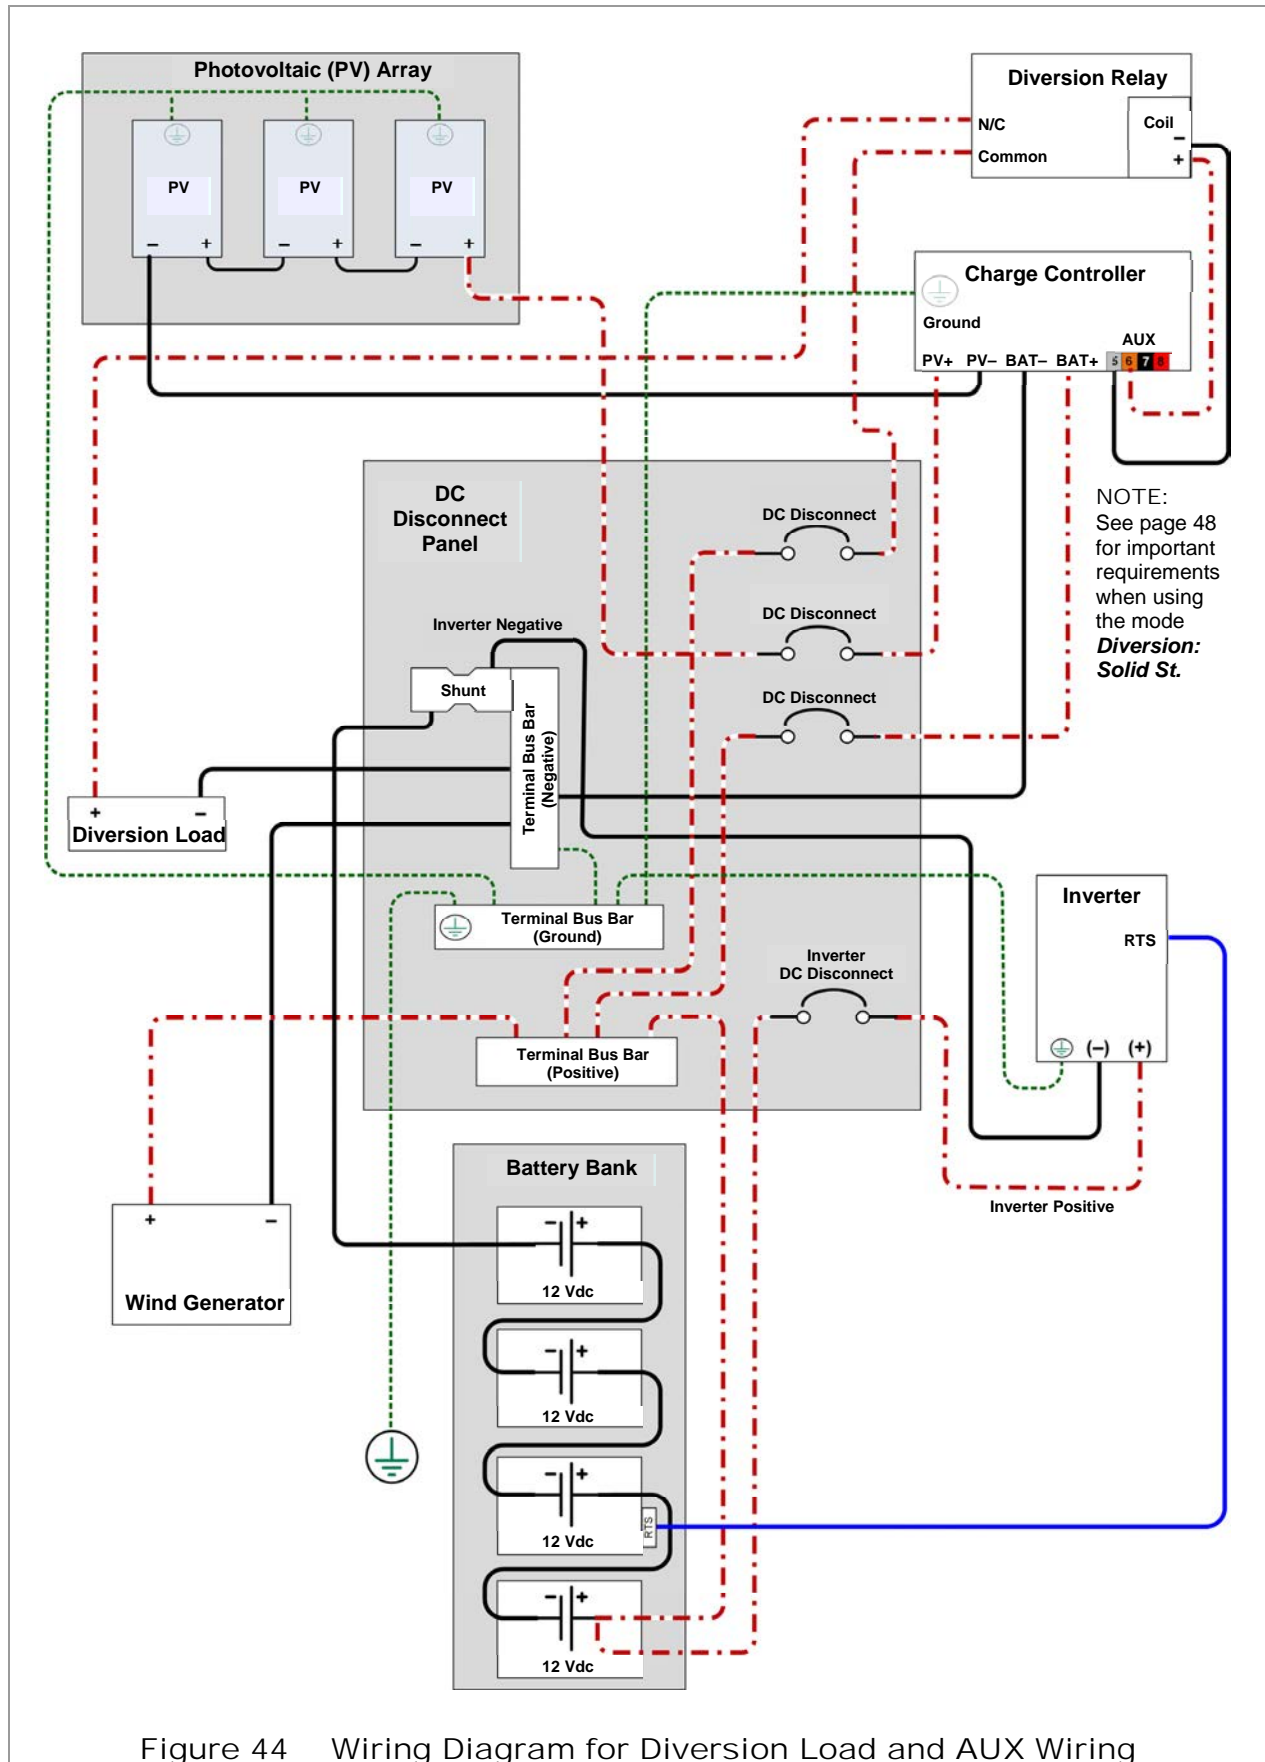 Photovoltaic (PV) Array
PV
PV
PV
– +
– +
– +
Diversion Relay
N/C
Common
Coil
–
+
Charge Controller
Ground
AUX
PV+ PV– BAT– BAT+ 5 6 7 8
NOTE:
See page 48
for important
requirements
when using
the mode
Diversion:
Solid St.
DC
Disconnect
Panel
DC Disconnect
DC Disconnect
DC Disconnect
Inverter Negative
Shunt
Terminal Bus Bar
(Negative)
+ –
Diversion Load
Terminal Bus Bar
(Ground)
Inverter
DC Disconnect
Terminal Bus Bar
(Positive)
Inverter
RTS
(–) (+)
Inverter Positive
+ –
Wind Generator
Battery Bank
– +
12 Vdc
– +
12 Vdc
– +
12 Vdc
RTS
– +
12 Vdc
Figure 44 Wiring Diagram for Diversion Load and AUX Wiring